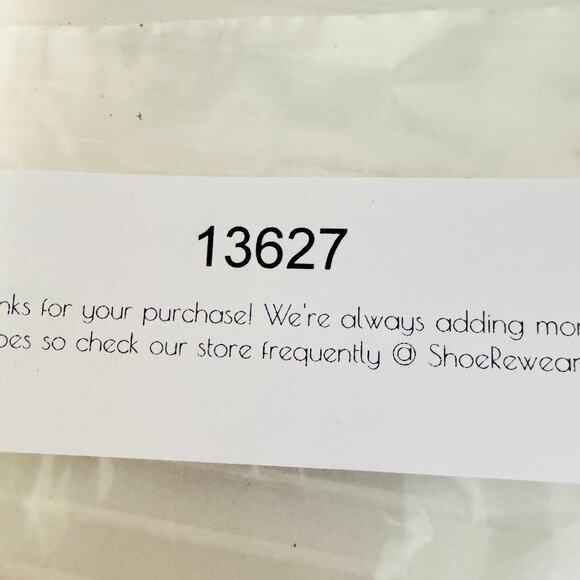 13627
nks for your purchase! We're always adding mor
oes so check our store frequently @ ShoeRewear